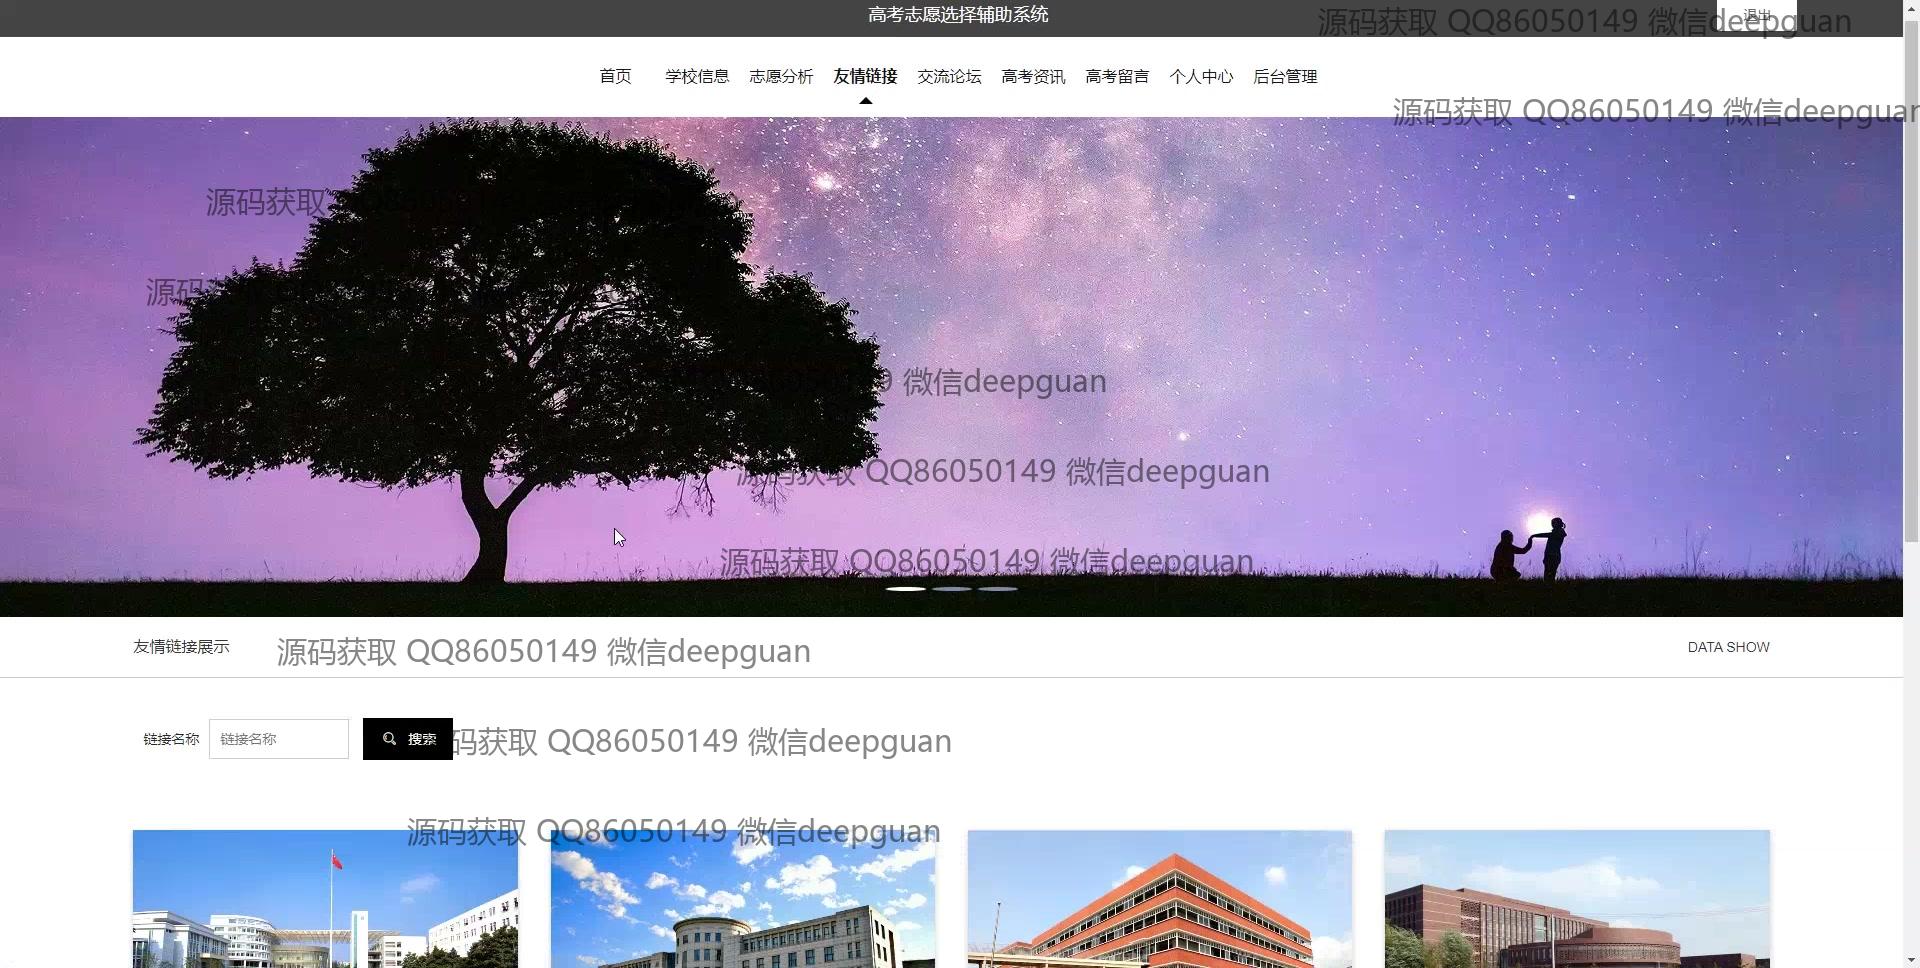 高考志愿选择辅助系统
退出
源码获取 QQ86050149 微信deepguan
首页 学校信息 志愿分析 友情链接 交流论坛 高考资讯 高考留言 个人中心 后台管理
源码获取 QQ86050149 微信deepguan
源码获取
源码
9 微信deepguan
源码获取 QQ86050149 微信deepguan
源码获取 QQ86050149 微信deepguan
友情链接展示
源码获取 QQ86050149 微信deepguan
DATA SHOW
链接名称 链接名称 搜索
码获取 QQ86050149 微信deepguan
源码获取 QQ86050149 微信deepguan